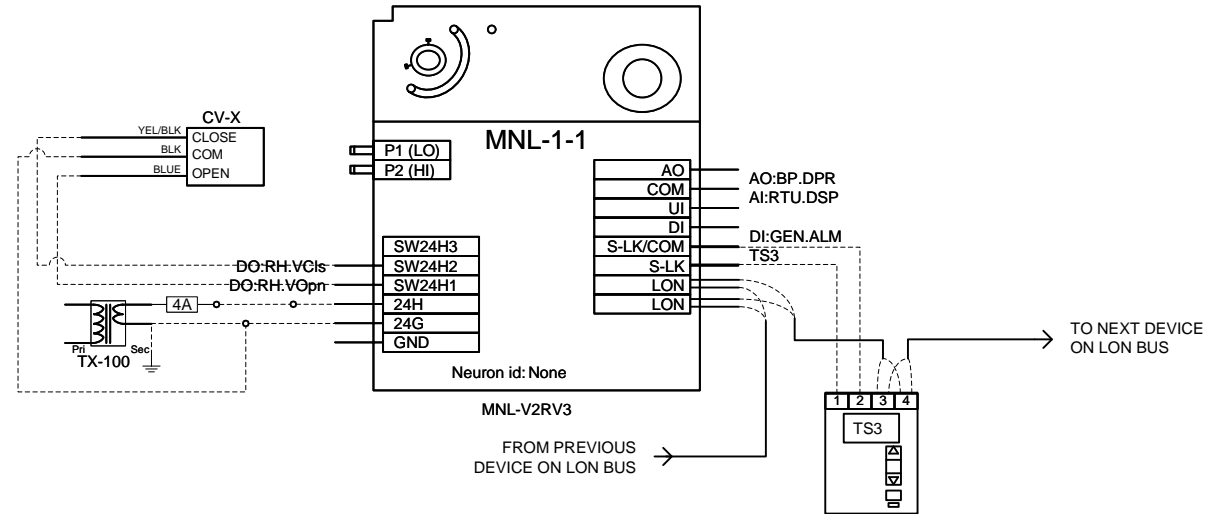 CV-X
YEL/BLK
CLOSE
BLK
COM
BLUE
OPEN
MNL-1-1
P1 (LO)
P2 (HI)
AO
COM
UI
DI
S-LK/COM
S-LK
LON
LON
AO:BP.DPR
AI:RTU.DSP
DI:GEN.ALM
TS3
SW24H3
SW24H2
SW24H1
24H
24G
GND
DO:RH.VCls
DO:RH.VOpn
4A
Pri
Sec
TX-100
Neuron id: None
MNL-V2RV3
FROM PREVIOUS
DEVICE ON LON BUS
TO NEXT DEVICE
ON LON BUS
1 2 3 4
TS3